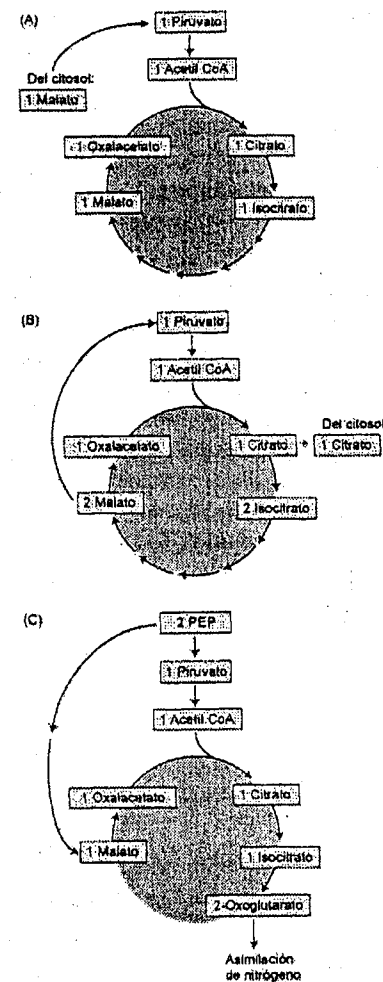 (A)
1 Piruvato
1 Acetil CoA
Del citosol:
1 Malato
1 Oxalacetato
1 Citrato
1 Malato
1 Isocitrato
(B)
1 Piruvato
1 Acetil CoA
Del citosol
1 Oxalacetato
1 Citrato
1 Citrato
2 Malato
2 Isocitrato
(C)
2 PEP
1 Piruvato
1 Acetil CoA
1 Oxalacetato
1 Citrato
1 Malato
1 Isocitrato
2-Oxoglutarato
Asimilación
de nitrógeno